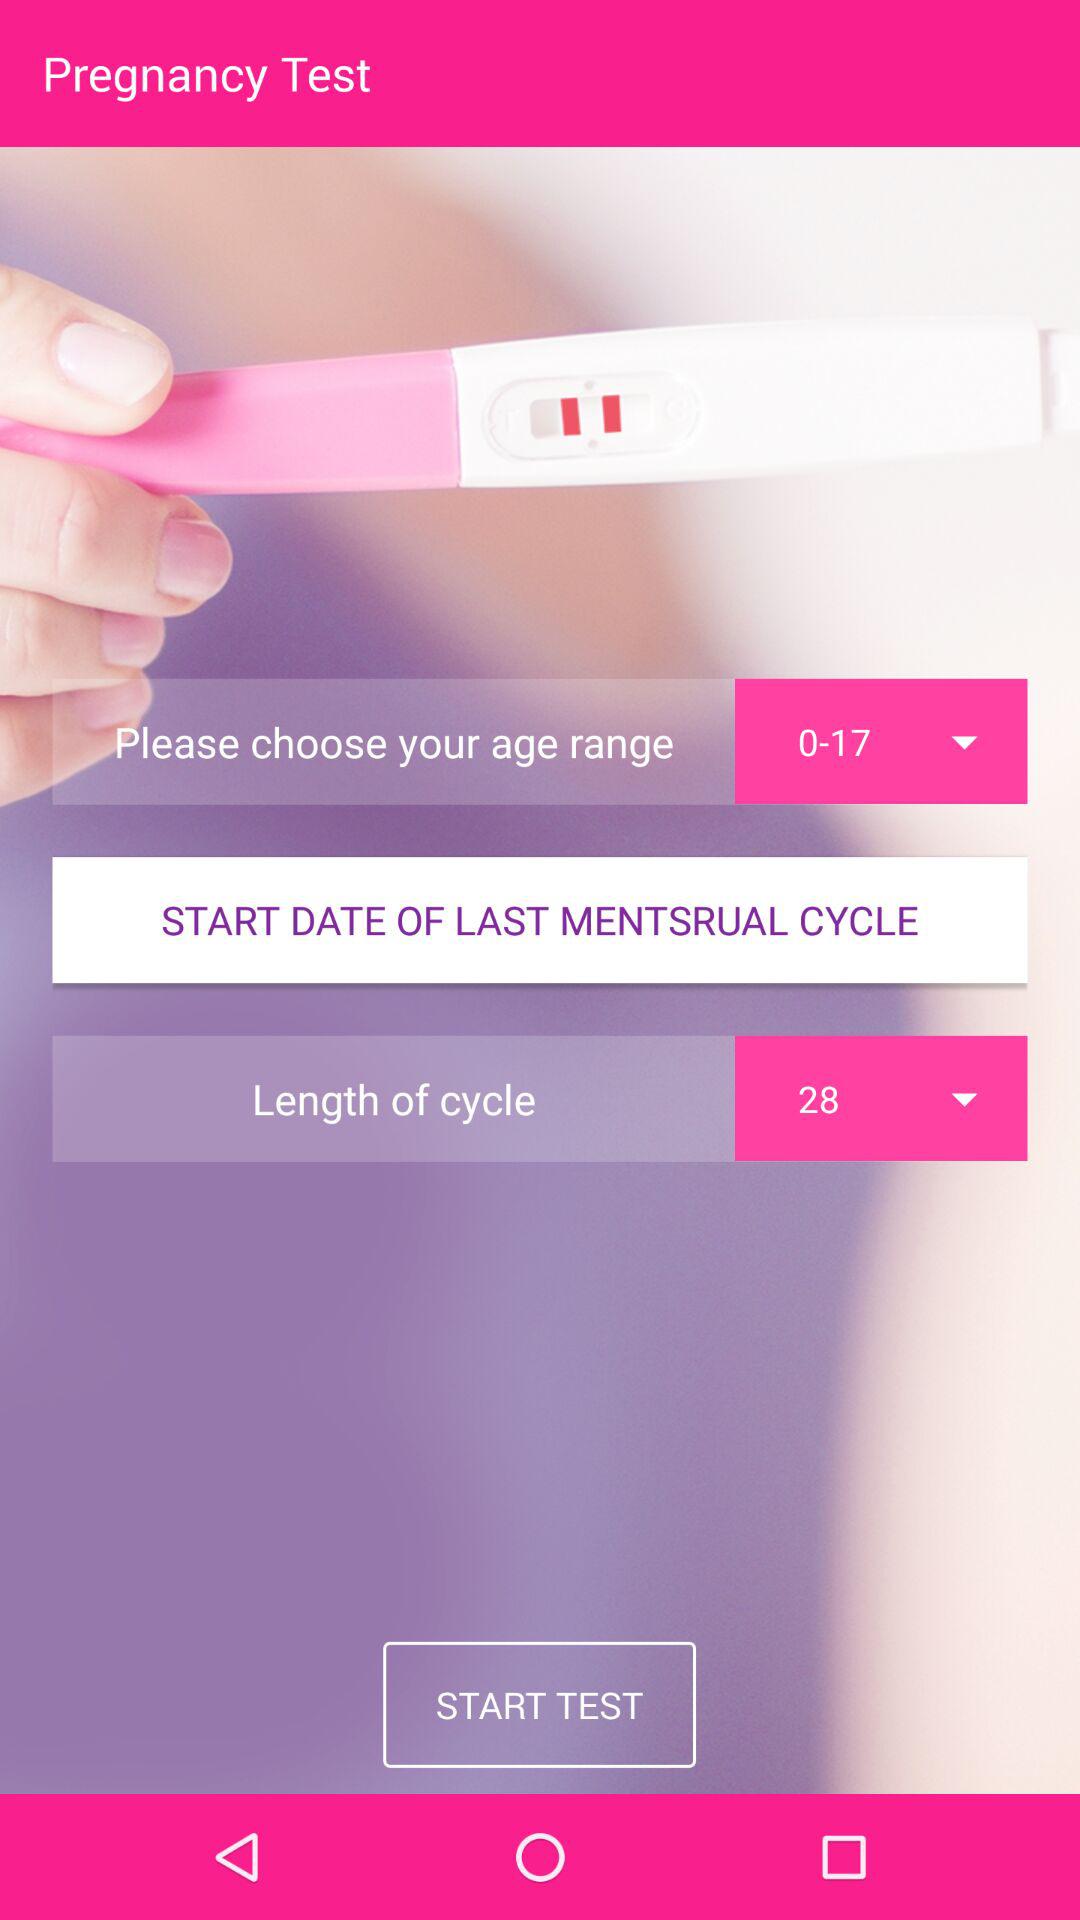 Pregnancy Test
Please choose your age range
0-17
START DATE OF LAST MENTSRUAL CYCLE
Length of cycle
28
START TEST